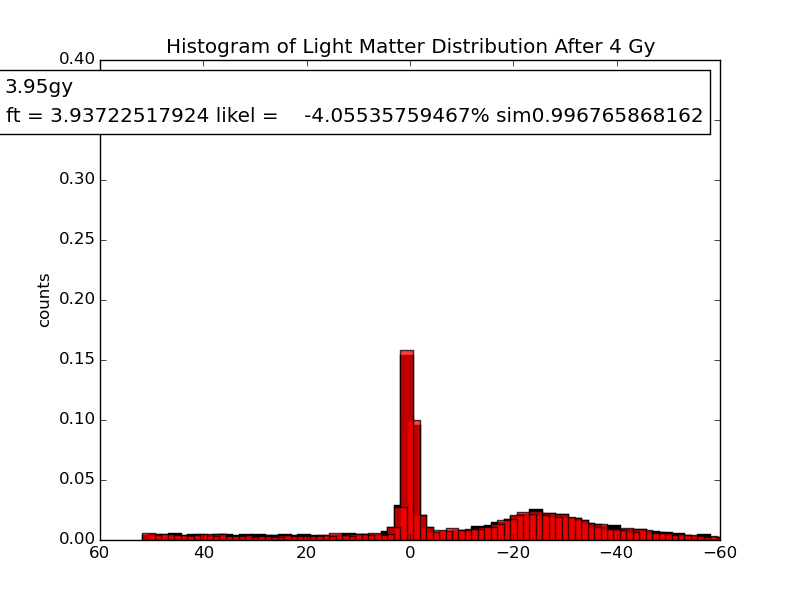 Histogram of Light Matter Distribution After 4 Gy
0.40
3.95gy
ft = 3.93722517924 likel = -4.05535759467% sim0.996765868162
0.30
0.25
counts
0.20
0.15
0.10
0.05
0.00
60 40 20 0 −20 −40 −60